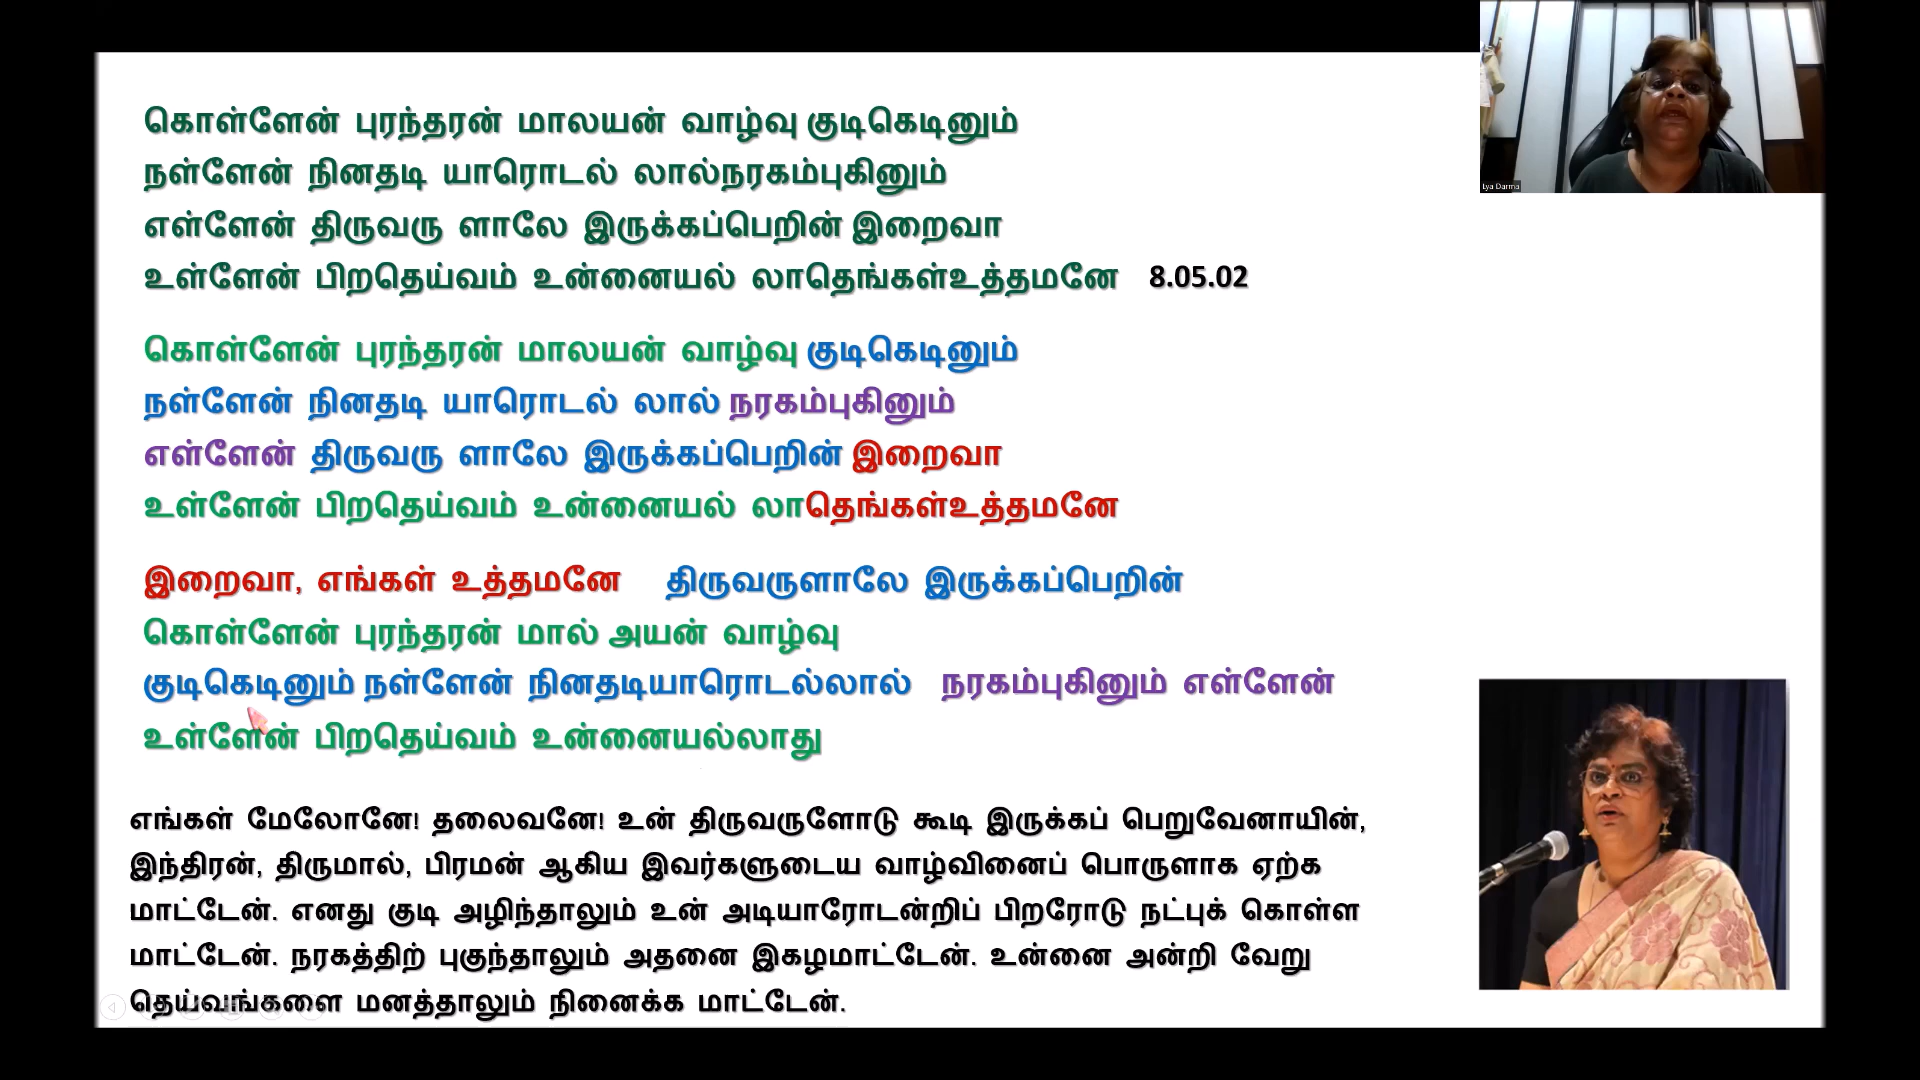 கொள்ளேன் புரந்தரன் மாலயன் வாழ்வு குடிகெடினும்
நள்ளேன் நினதடி யாரொடல் லால்நரகம்புகினும்
எள்ளேன் திருவரு ளாலே இருக்கப்பெறின் இறைவா
உள்ளேன் பிறதெய்வம் உன்னையல் லாதெங்கள்உத்தமனே 8.05.02
கொள்ளேன் புரந்தரன் மாலயன் வாழ்வு குடிகெடினும்
நள்ளேன் நினதடி யாரொடல் லால் நரகம்புகினும்
எள்ளேன் திருவரு ளாலே இருக்கப்பெறின் இறைவா
உள்ளேன் பிறதெய்வம் உன்னையல் லாதெங்கள்உத்தமனே
இறைவா, எங்கள் உத்தமனே திருவருளாலே இருக்கப்பெறின்
கொள்ளேன் புரந்தரன் மால் அயன் வாழ்வு
குடிகெடினும் நள்ளேன் நினதடியாரொடல்லால் நரகம்புகினும் எள்ளேன்
உள்ளேன் பிறதெய்வம் உன்னையல்லாது
எங்கள் மேலோனே! தலைவனே! உன் திருவருளோடு கூடி இருக்கப் பெறுவேனாயின்,
இந்திரன், திருமால், பிரமன் ஆகிய இவர்களுடைய வாழ்வினைப் பொருளாக ஏற்க
மாட்டேன். எனது குடி அழிந்தாலும் உன் அடியாரோடன்றிப் பிறரோடு நட்புக் கொள்ள
மாட்டேன். நரகத்திற் புகுந்தாலும் அதனை இகழமாட்டேன். உன்னை அன்றி வேறு
தெய்வங்களை மனத்தாலும் நினைக்க மாட்டேன்.
Lya Darma